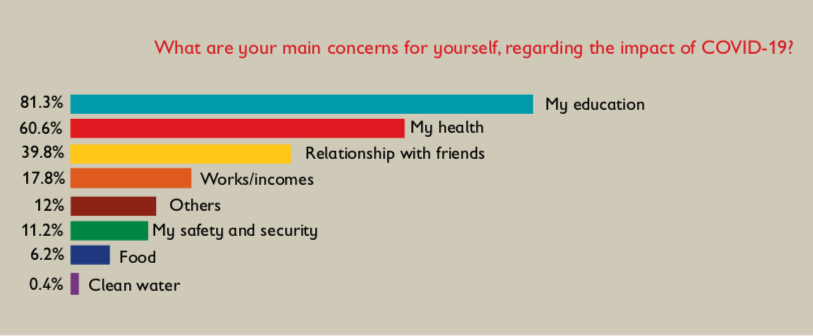 What are your main concerns for yourself, regarding the impact of COVID-19?
81.3% My education
60.6% My health
39.8% Relationship with friends
17.8% Works/incomes
12% Others
11.2% My safety and security
6.2% Food
0.4% Clean water